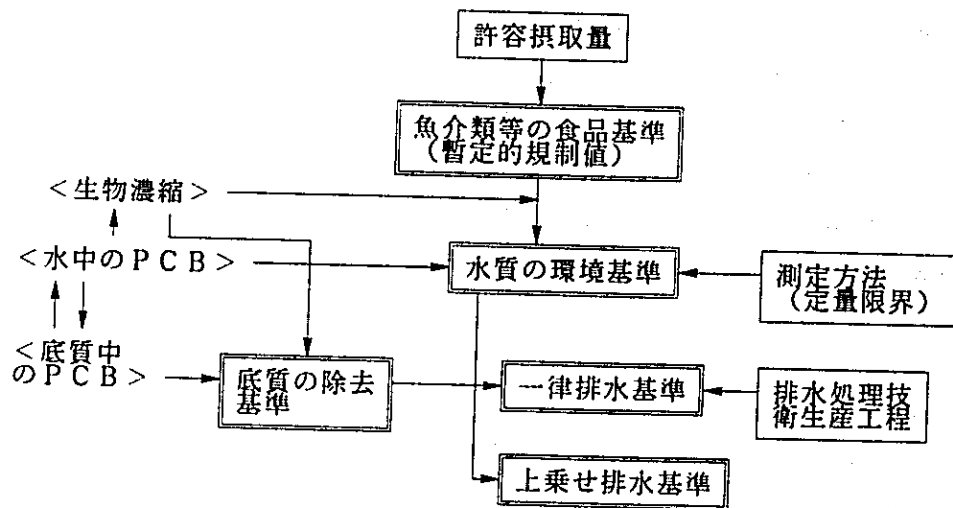 許容摂取量
魚介類等の食品基準
（暫定的規制値）
＜生物濃縮＞
＜水中のＰＣＢ＞
水質の環境基準
測定方法
（定量限界）
＜底質中
のＰＣＢ＞
底質の除去
基準
一律排水基準
排水処理技
衛生産工程
上乗せ排水基準